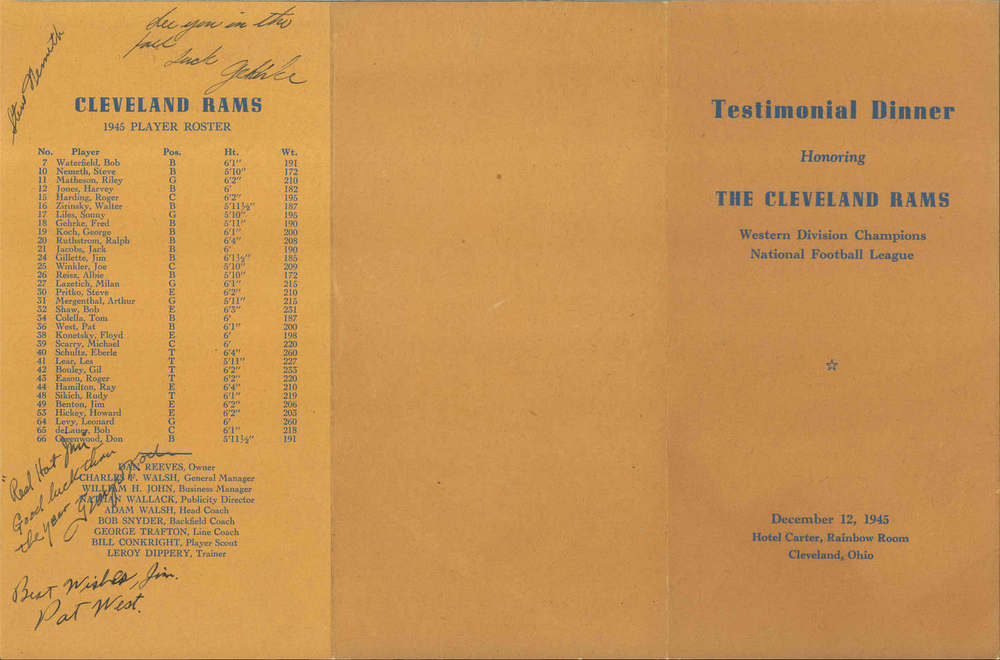 See you in the
fall
Jack
Gehrke
Steve Nemeth
CLEVELAND RAMS
1945 PLAYER ROSTER
No. Player Pos. Ht. Wt.
7 Waterfield, Bob B 6'1" 191
10 Nemeth, Steve B 5'10" 172
11 Matheson, Riley G 6'2" 210
12 Jones, Harvey B 6' 182
15 Harding, Roger C 6'2" 195
16 Zirinsky, Walter B 5'11½" 187
17 Liles, Sonny G 5'10" 195
18 Gehrke, Fred B 5'11" 190
19 Koch, George B 6'1" 200
20 Ruthstrom, Ralph B 6'4" 208
21 Jacobs, Jack B 6' 190
24 Gillette, Jim B 6'1½" 185
25 Winkler, Joe C 5'10" 209
26 Reisz, Albie B 5'10" 172
27 Lazetich, Milan G 6'1" 215
30 Pritko, Steve E 6'2" 210
31 Mergenthal, Arthur G 5'11" 215
32 Shaw, Bob E 6'3" 231
34 Colella, Tom B 6' 187
36 West, Pat B 6'1" 200
38 Konetsky, Floyd E 6' 198
39 Scarry, Michael C 6' 220
40 Schultz, Eberle T 6'4" 260
41 Lear, Les T 5'11" 227
42 Bouley, Gil T 6'2" 233
43 Eason, Roger T 6'2" 220
44 Hamilton, Ray E 6'4" 210
48 Sikich, Rudy T 6'1" 219
49 Benton, Jim E 6'2" 206
53 Hickey, Howard E 6'2" 203
64 Levy, Leonard G 6' 260
65 deLauer, Bob C 6'1" 218
66 Greenwood, Don B 5'11½" 191
DAN REEVES, Owner
CHARLES F. WALSH, General Manager
WILLIAM H. JOHN, Business Manager
NATHAN WALLACK, Publicity Director
ADAM WALSH, Head Coach
BOB SNYDER, Backfield Coach
GEORGE TRAFTON, Line Coach
BILL CONKRIGHT, Player Scout
LEROY DIPPERY, Trainer
"Red Hot Jim
Good luck
the year
Best Wishes, Jim.
Pat West.
Testimonial Dinner
Honoring
THE CLEVELAND RAMS
Western Division Champions
National Football League
December 12, 1945
Hotel Carter, Rainbow Room
Cleveland, Ohio